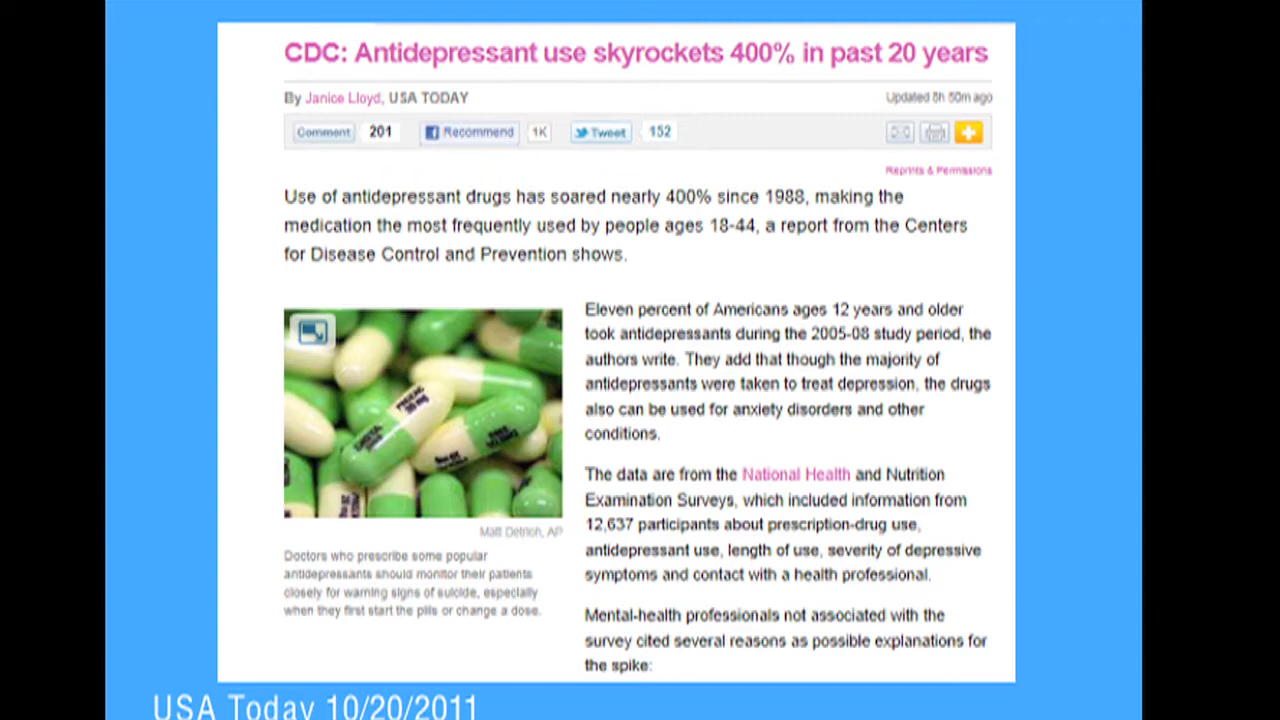 CDC: Antidepressant use skyrockets 400% in past 20 years
By Janice Lloyd, USA TODAY
Updated 8h 50m ago
Comment 201 Recommend 1K Tweet 152
Reprints & Permissions
Use of antidepressant drugs has soared nearly 400% since 1988, making the
medication the most frequently used by people ages 18-44, a report from the Centers
for Disease Control and Prevention shows.
Eleven percent of Americans ages 12 years and older
took antidepressants during the 2005-08 study period, the
authors write. They add that though the majority of
antidepressants were taken to treat depression, the drugs
also can be used for anxiety disorders and other
conditions.
The data are from the National Health and Nutrition
Examination Surveys, which included information from
12,637 participants about prescription-drug use,
antidepressant use, length of use, severity of depressive
symptoms and contact with a health professional.
Mental-health professionals not associated with the
survey cited several reasons as possible explanations for
the spike:
Matt Detrich, AP
Doctors who prescribe some popular
antidepressants should monitor their patients
closely for warning signs of suicide, especially
when they first start the pills or change a dose.
USA Today 10/20/2011